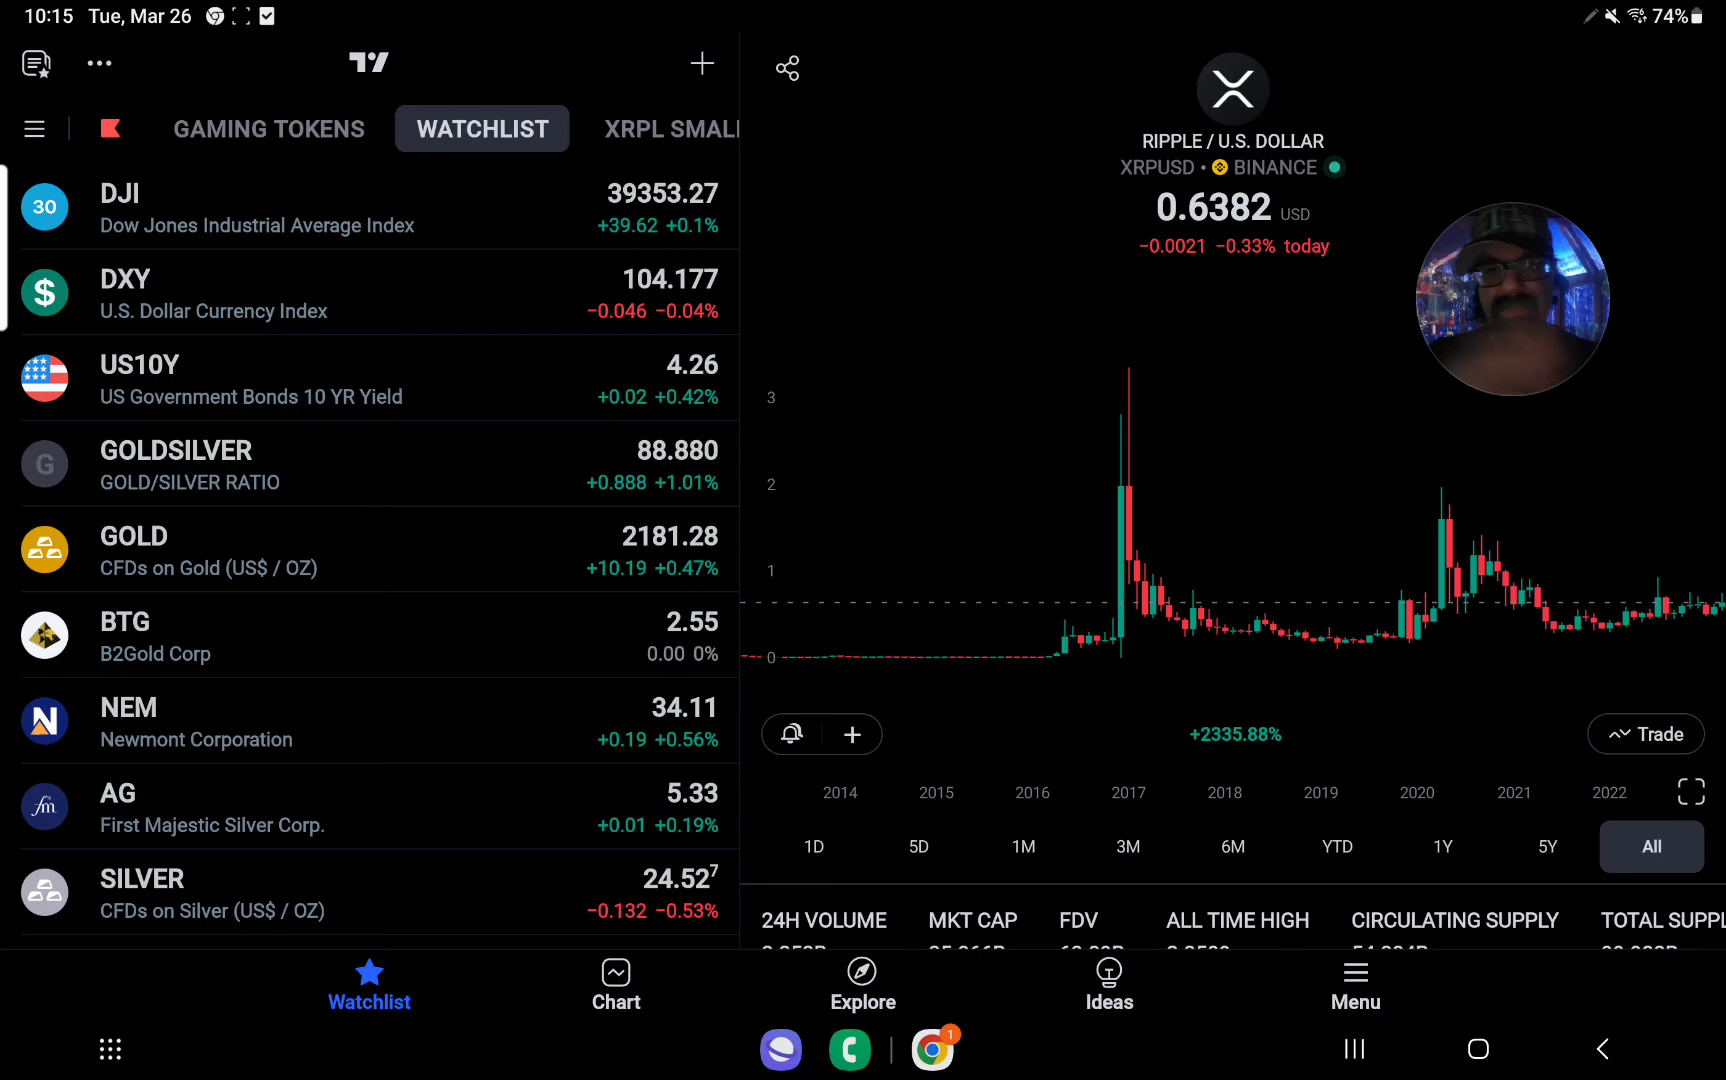 10:15 Tue, Mar 26
74%
GAMING TOKENS
WATCHLIST
XRPL SMALL
30
DJI 39353.27
Dow Jones Industrial Average Index +39.62 +0.1%
$
DXY 104.177
U.S. Dollar Currency Index −0.046 −0.04%
US10Y 4.26
US Government Bonds 10 YR Yield +0.02 +0.42%
G
GOLDSILVER 88.880
GOLD/SILVER RATIO +0.888 +1.01%
GOLD 2181.28
CFDs on Gold (US$ / OZ) +10.19 +0.47%
BTG 2.55
B2Gold Corp 0.00 0%
N
NEM 34.11
Newmont Corporation +0.19 +0.56%
fm
AG 5.33
First Majestic Silver Corp. +0.01 +0.19%
SILVER 24.52⁷
CFDs on Silver (US$ / OZ) −0.132 −0.53%
RIPPLE / U.S. DOLLAR
XRPUSD • BINANCE
0.6382 USD
−0.0021 −0.33% today
3
2
1
0
+2335.88%
Trade
2014 2015 2016 2017 2018 2019 2020 2021 2022
1D 5D 1M 3M 6M YTD 1Y 5Y All
24H VOLUME MKT CAP FDV ALL TIME HIGH CIRCULATING SUPPLY TOTAL SUPPL
Watchlist Chart Explore Ideas Menu
1